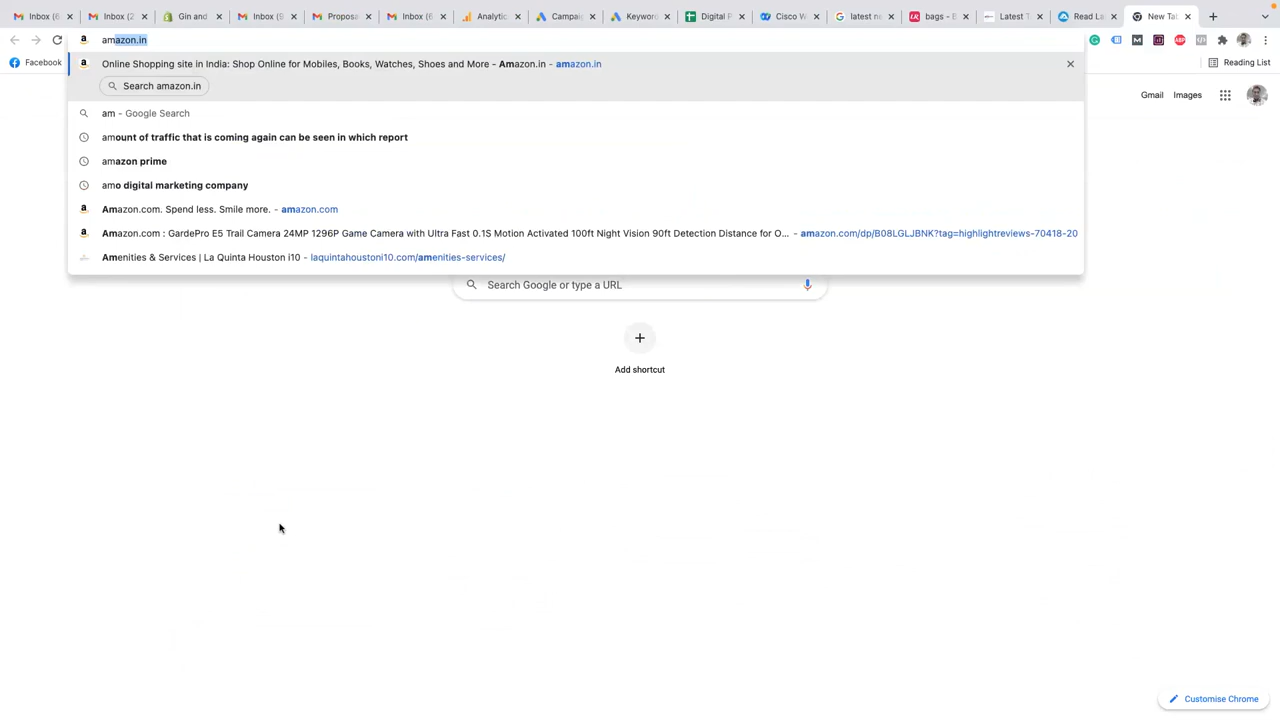 Inbox (6
Inbox (2
Gin and
Inbox (9
Proposa
Inbox (6
Analytic
Campai
Keyword
Digital P
Cisco W
latest ne
bags - B
Latest T
Read La
New Tab
amazon.in
Facebook
Reading List
Online Shopping site in India: Shop Online for Mobiles, Books, Watches, Shoes and More - Amazon.in - amazon.in
Search amazon.in
Gmail Images
am - Google Search
amount of traffic that is coming again can be seen in which report
amazon prime
amo digital marketing company
Amazon.com. Spend less. Smile more. - amazon.com
Amazon.com : GardePro E5 Trail Camera 24MP 1296P Game Camera with Ultra Fast 0.1S Motion Activated 100ft Night Vision 90ft Detection Distance for O... - amazon.com/dp/B08LGLJBNK?tag=highlightreviews-70418-20
Amenities & Services | La Quinta Houston I10 - laquintahoustoni10.com/amenities-services/
Search Google or type a URL
Add shortcut
Customise Chrome